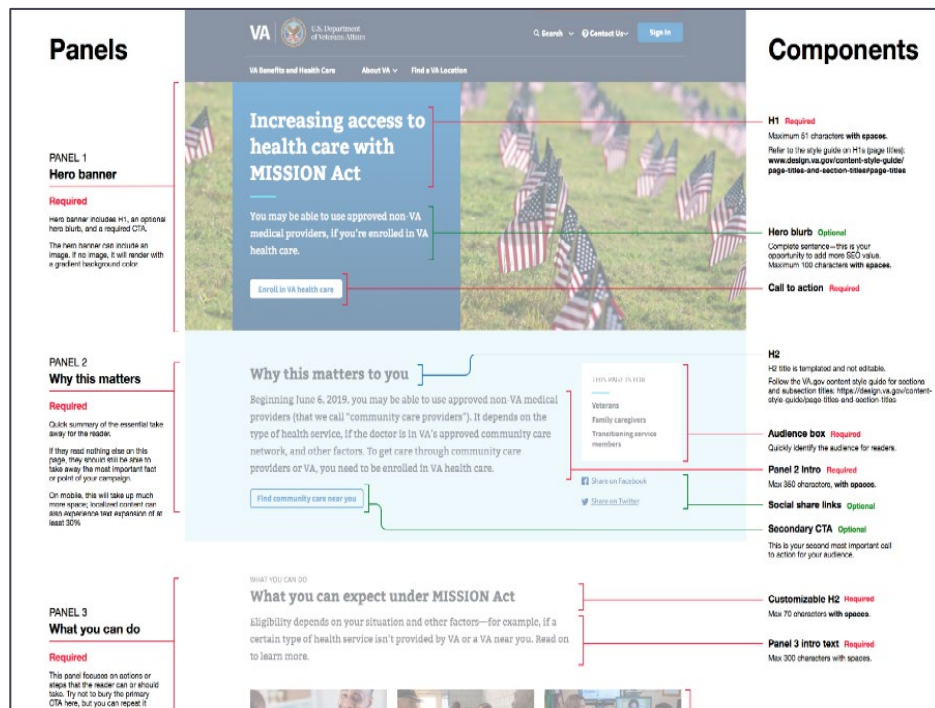 Panels
PANEL 1
Hero banner
Required
Hero banner includes H1, an optional
hero blurb, and a required CTA.
The hero banner can include an
image. If no image, it will render with
a gradient background color.
PANEL 2
Why this matters
Required
Quick summary of the essential take
away for the reader.
If they read nothing else on this
page, they should still be able to
take away the most important fact
or point of your campaign.
On mobile, this will take up much
more space; localized content can
also experience text expansion of at
least 30%
PANEL 3
What you can do
Required
This panel focuses on actions or
steps that the reader can or should
take. Try not to bury the primary
CTA here, but you can repeat it
VA
U.S. Department
of Veterans Affairs
Search
Contact Us
Sign In
VA Benefits and Health Care
About VA
Find a VA Location
Increasing access to
health care with
MISSION Act
You may be able to use approved non-VA
medical providers, if you're enrolled in VA
health care.
Enroll in VA health care
Why this matters to you
Beginning June 6, 2019, you may be able to use approved non-VA medical
providers (that we call "community care providers"). It depends on the
type of health service, if the doctor is in VA's approved community care
network, and other factors. To get care through community care
providers or VA, you need to be enrolled in VA health care.
Find community care near you
THIS PAGE IS FOR
Veterans
Family caregivers
Transitioning service
members
Share on Facebook
Share on Twitter
WHAT YOU CAN DO
What you can expect under MISSION Act
Eligibility depends on your situation and other factors—for example, if a
certain type of health service isn't provided by VA or a VA near you. Read on
to learn more.
Components
H1 Required
Maximum 51 characters with spaces.
Refer to the style guide on H1s (page titles):
www.design.va.gov/content-style-guide/
page-titles-and-section-titles#page-titles
Hero blurb Optional
Complete sentence—this is your
opportunity to add more SEO value.
Maximum 100 characters with spaces.
Call to action Required
H2
H2 title is templated and not editable.
Follow the VA.gov content style guide for sections
and subsection titles: https://design.va.gov/content-
style-guide/page-titles-and-section-titles
Audience box Required
Quickly identify the audience for readers.
Panel 2 Intro Required
Max 350 characters, with spaces.
Social share links Optional
Secondary CTA Optional
This is your second most important call
to action for your audience.
Customizable H2 Required
Max 70 characters with spaces.
Panel 3 intro text Required
Max 300 characters with spaces.